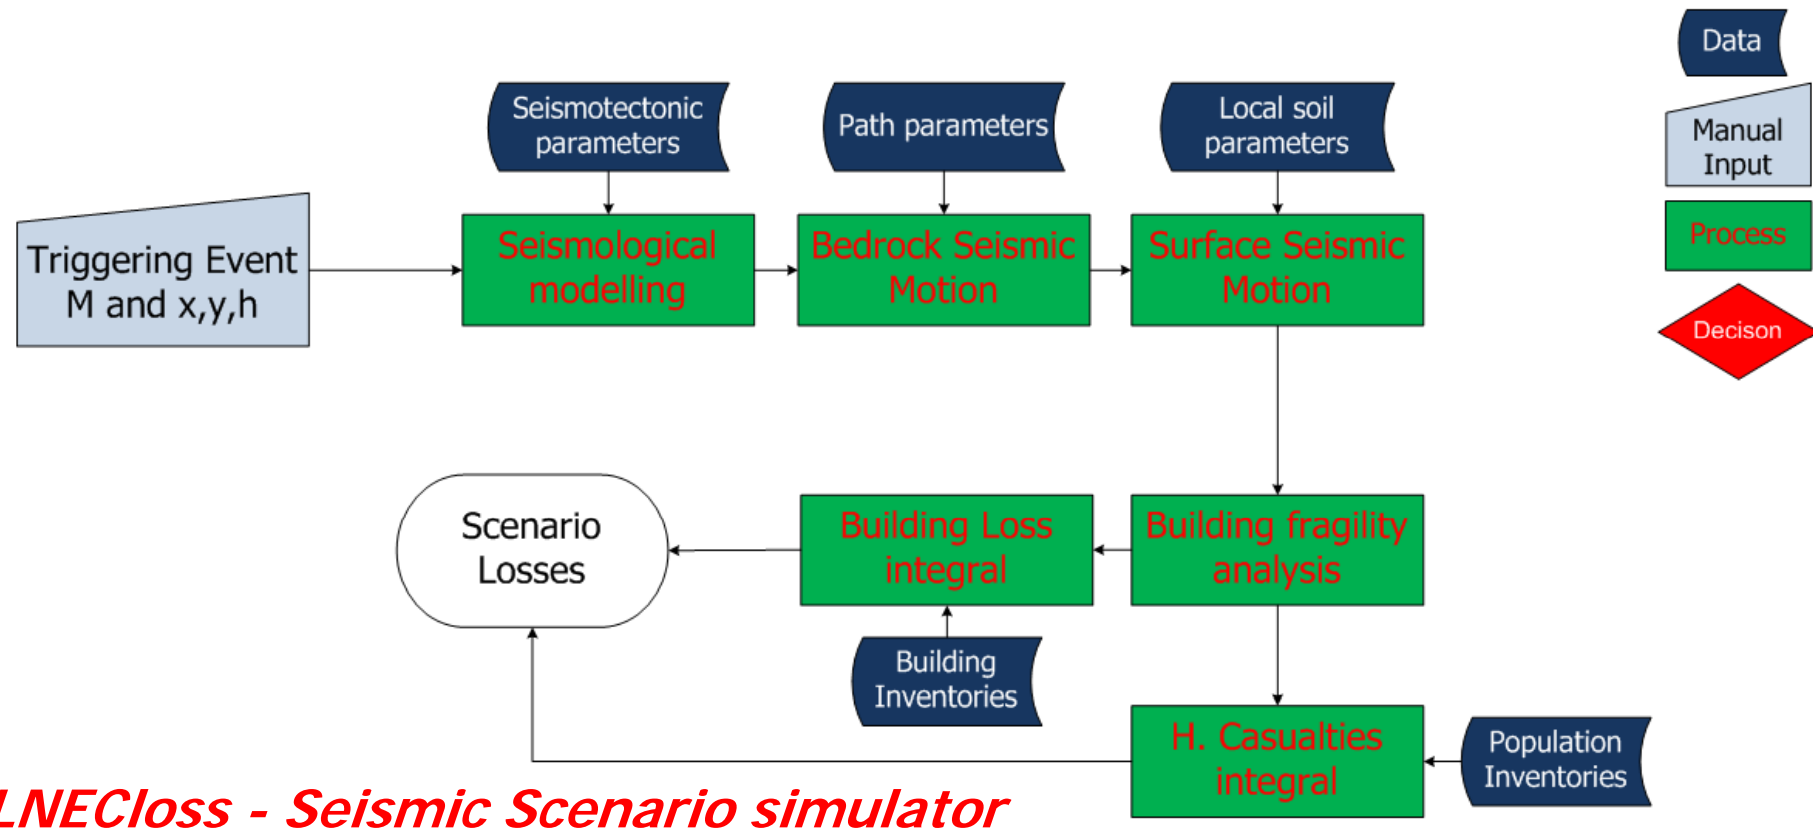 Data
Seismotectonic
parameters
Path parameters
Local soil
parameters
Manual
Input
Triggering Event
M and x,y,h
Seismological
modelling
Bedrock Seismic
Motion
Surface Seismic
Motion
Process
Decison
Scenario
Losses
Building Loss
integral
Building fragility
analysis
Building
Inventories
H. Casualties
integral
Population
Inventories
LNECloss - Seismic Scenario simulator